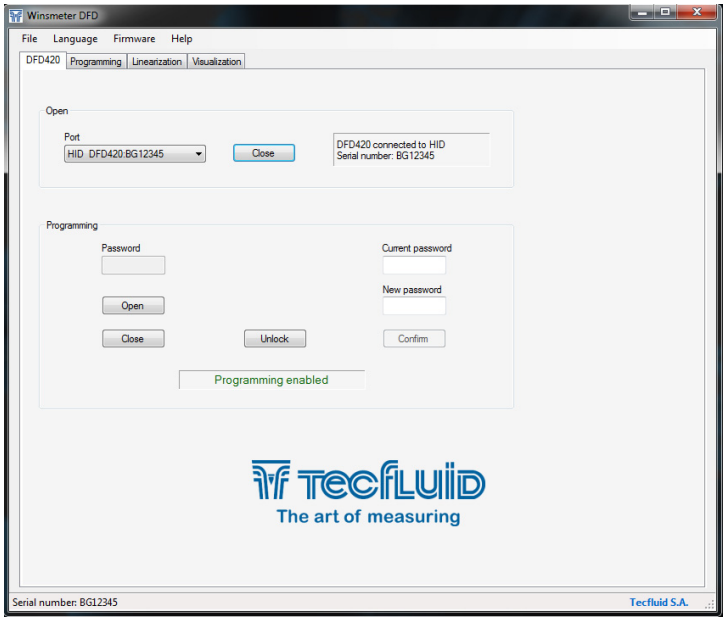 Winsmeter DFD
File Language Firmware Help
DFD420 Programming Linearization Visualization
Open
Port
HID DFD420:BG12345
Close
DFD420 connected to HID
Serial number: BG12345
Programming
Password
Current password
New password
Open
Close
Unlock
Confirm
Programming enabled
Tecfluid
The art of measuring
Serial number: BG12345
Tecfluid S.A.